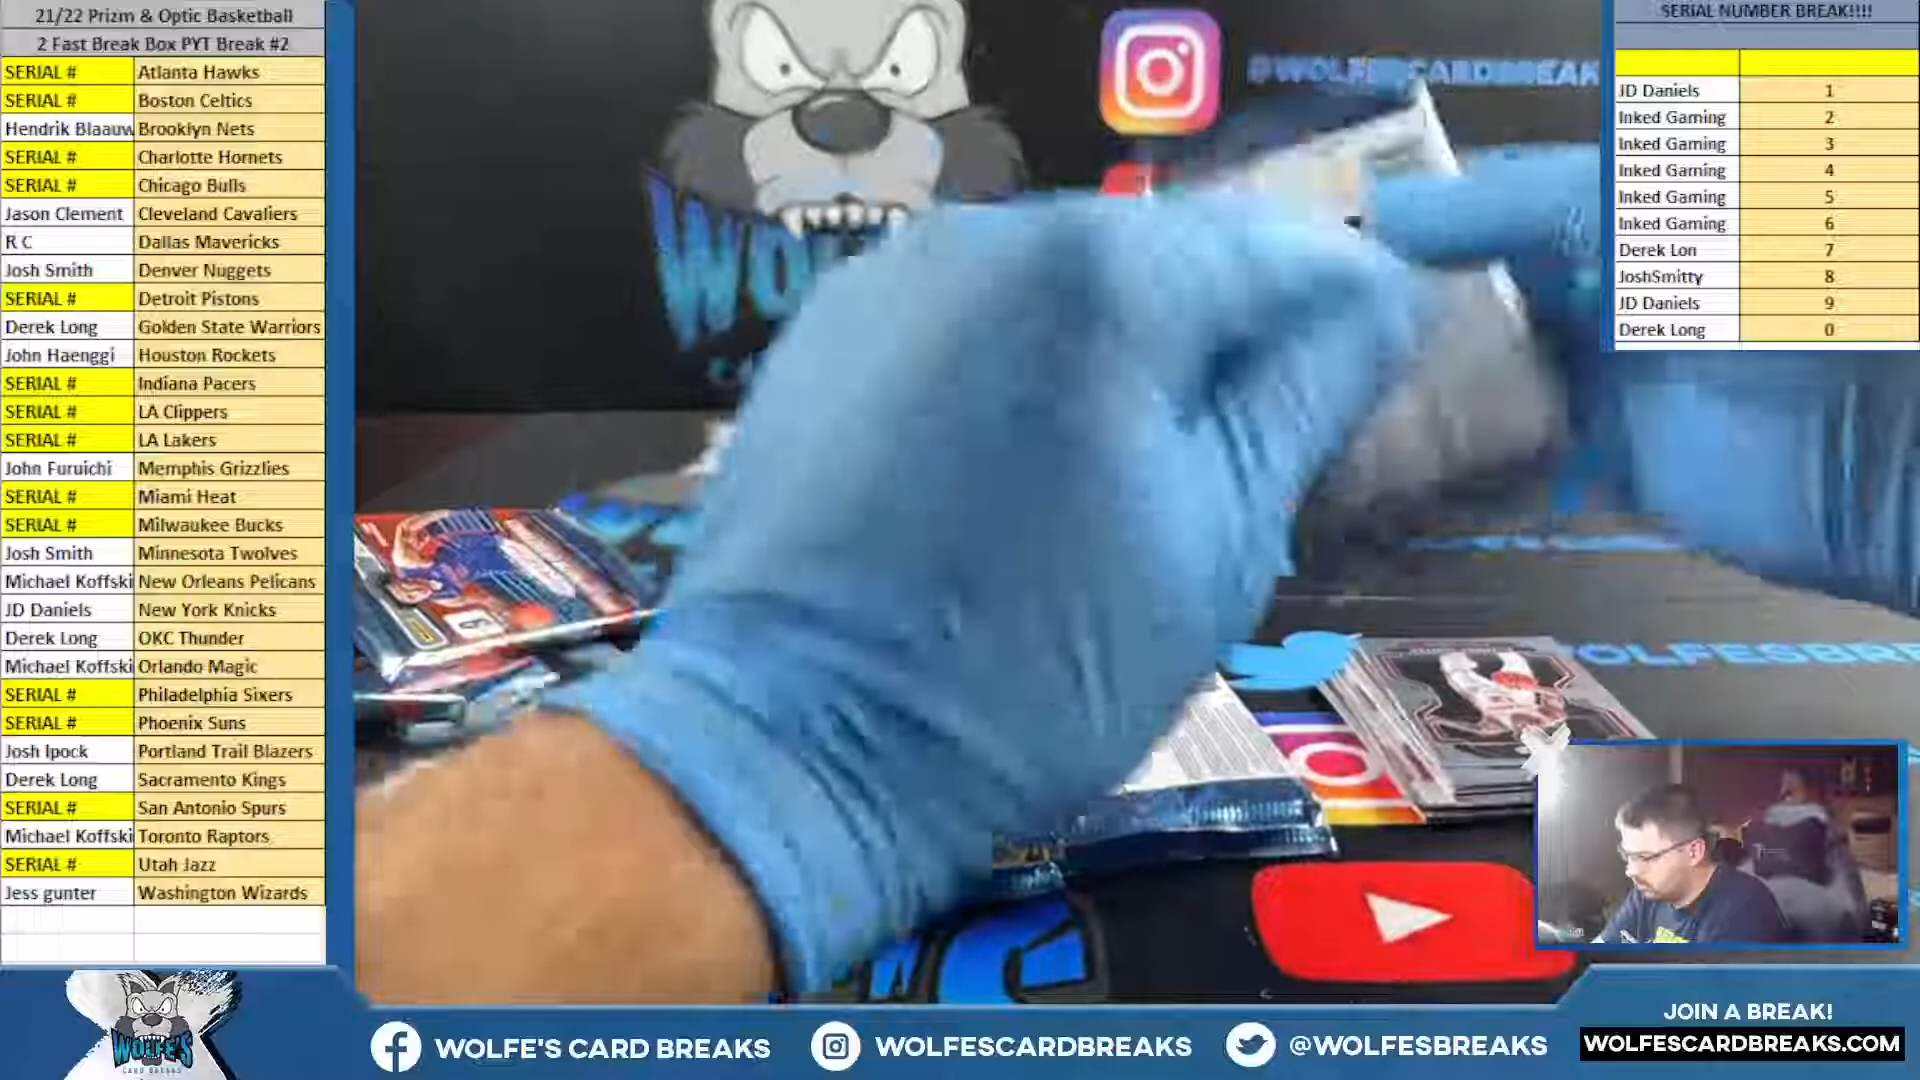 21/22 Prizm & Optic Basketball
2 Fast Break Box PYT Break #2
SERIAL # Atlanta Hawks
SERIAL # Boston Celtics
Hendrik Blaauw Brooklyn Nets
SERIAL # Charlotte Hornets
SERIAL # Chicago Bulls
Jason Clement Cleveland Cavaliers
R C Dallas Mavericks
Josh Smith Denver Nuggets
SERIAL # Detroit Pistons
Derek Long Golden State Warriors
John Haenggi Houston Rockets
SERIAL # Indiana Pacers
SERIAL # LA Clippers
SERIAL # LA Lakers
John Furuichi Memphis Grizzlies
SERIAL # Miami Heat
SERIAL # Milwaukee Bucks
Josh Smith Minnesota Twolves
Michael Koffski New Orleans Pelicans
JD Daniels New York Knicks
Derek Long OKC Thunder
Michael Koffski Orlando Magic
SERIAL # Philadelphia Sixers
SERIAL # Phoenix Suns
Josh Ipock Portland Trail Blazers
Derek Long Sacramento Kings
SERIAL # San Antonio Spurs
Michael Koffski Toronto Raptors
SERIAL # Utah Jazz
Jess gunter Washington Wizards
SERIAL NUMBER BREAK!!!!
JD Daniels 1
Inked Gaming 2
Inked Gaming 3
Inked Gaming 4
Inked Gaming 5
Inked Gaming 6
Derek Lon 7
JoshSmitty 8
JD Daniels 9
Derek Long 0
@WOLFESCARDBREAK
WO
WOLFESBRE
WOLFE'S
CARD BREAKS
WOLFE'S CARD BREAKS
WOLFESCARDBREAKS
@WOLFESBREAKS
JOIN A BREAK!
WOLFESCARDBREAKS.COM